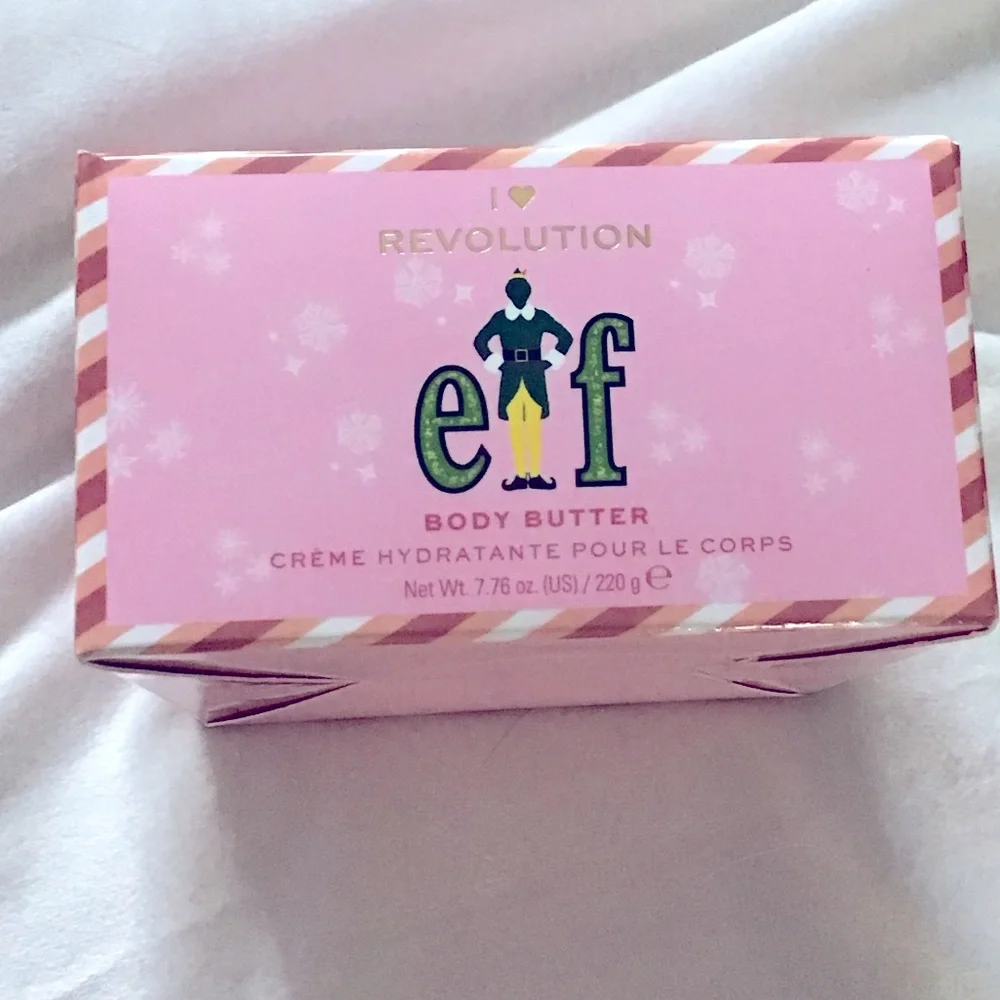 I ♥
REVOLUTION
elf
BODY BUTTER
CRÈME HYDRATANTE POUR LE CORPS
Net Wt. 7.76 oz. (US) / 220 g ℮